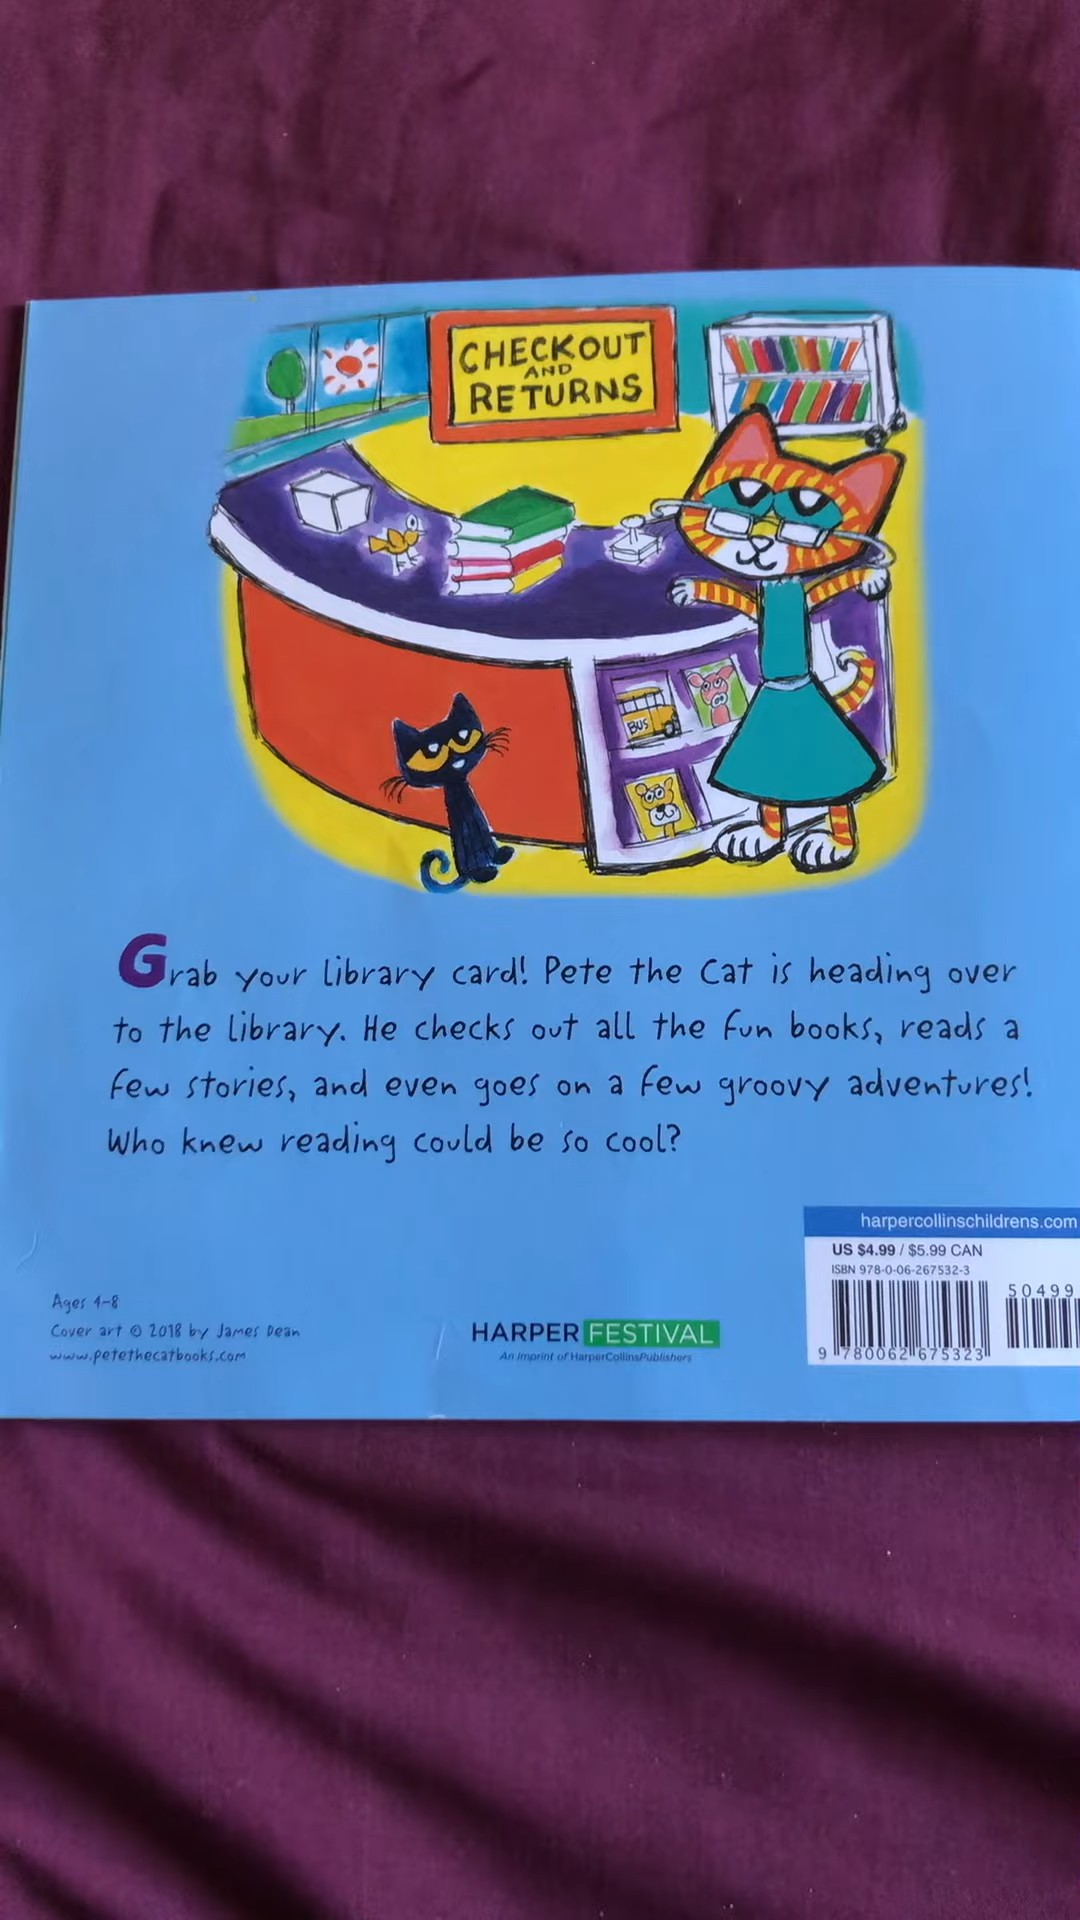 CHECKOUT
AND
RETURNS
BUS
Grab your library card! Pete the Cat is heading over
to the library. He checks out all the fun books, reads a
few stories, and even goes on a few groovy adventures!
Who knew reading could be so cool?
harpercollinschildrens.com
US $4.99 / $5.99 CAN
ISBN 978-0-06-267532-3
50499
9 780062 675323
Ages 4-8
Cover art © 2018 by James Dean
www.petethecatbooks.com
HARPER FESTIVAL
An Imprint of HarperCollinsPublishers